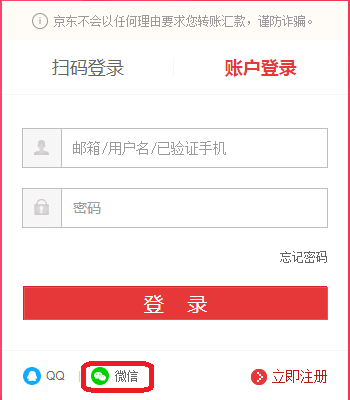 京东不会以任何理由要求您转账汇款，谨防诈骗。
扫码登录 账户登录
邮箱/用户名/已验证手机
密码
忘记密码
登 录
QQ | 微信 立即注册